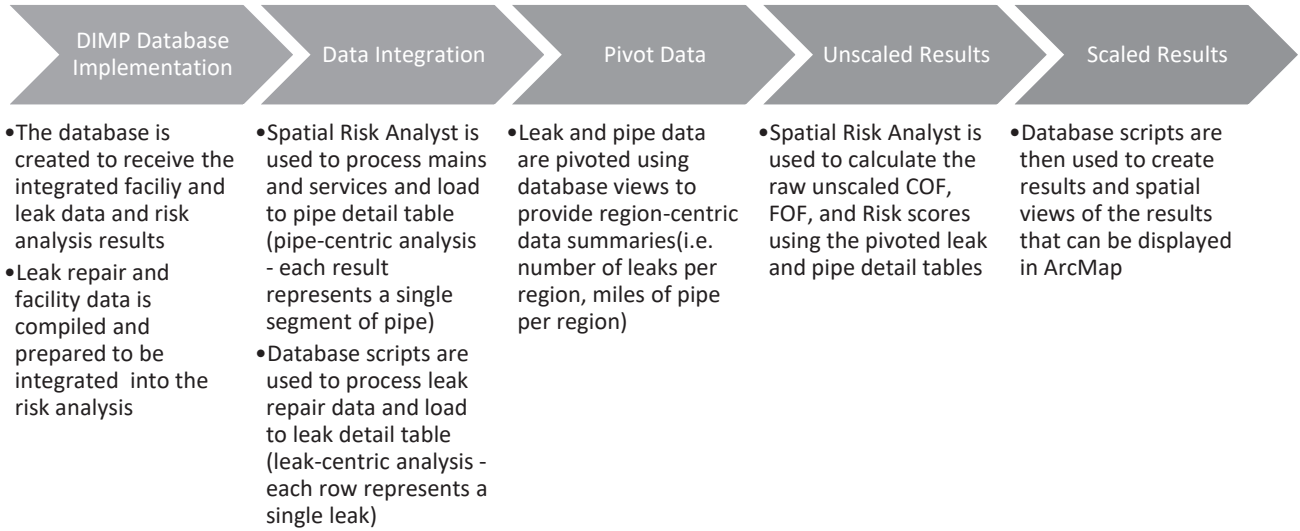 DIMP Database
Implementation
Data Integration
Pivot Data
Unscaled Results
Scaled Results
•The database is
created to receive the
integrated faciliy and
leak data and risk
analysis results
•Leak repair and
facility data is
compiled and
prepared to be
integrated into the
risk analysis
•Spatial Risk Analyst is
used to process mains
and services and load
to pipe detail table
(pipe-centric analysis
- each result
represents a single
segment of pipe)
•Database scripts are
used to process leak
repair data and load
to leak detail table
(leak-centric analysis -
each row represents a
single leak)
•Leak and pipe data
are pivoted using
database views to
provide region-centric
data summaries(i.e.
number of leaks per
region, miles of pipe
per region)
•Spatial Risk Analyst is
used to calculate the
raw unscaled COF,
FOF, and Risk scores
using the pivoted leak
and pipe detail tables
•Database scripts are
then used to create
results and spatial
views of the results
that can be displayed
in ArcMap